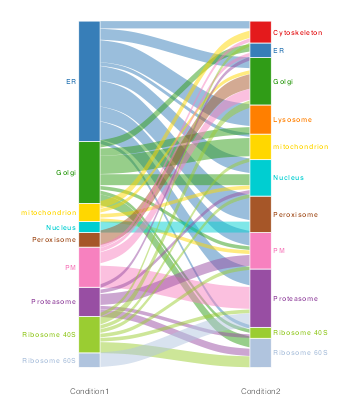 ER
Golgi
mitochondrion
Nucleus
Peroxisome
PM
Proteasome
Ribosome 40S
Ribosome 60S
Cytoskeleton
ER
Golgi
Lysosome
mitochondrion
Nucleus
Peroxisome
PM
Proteasome
Ribosome 40S
Ribosome 60S
Condition1
Condition2